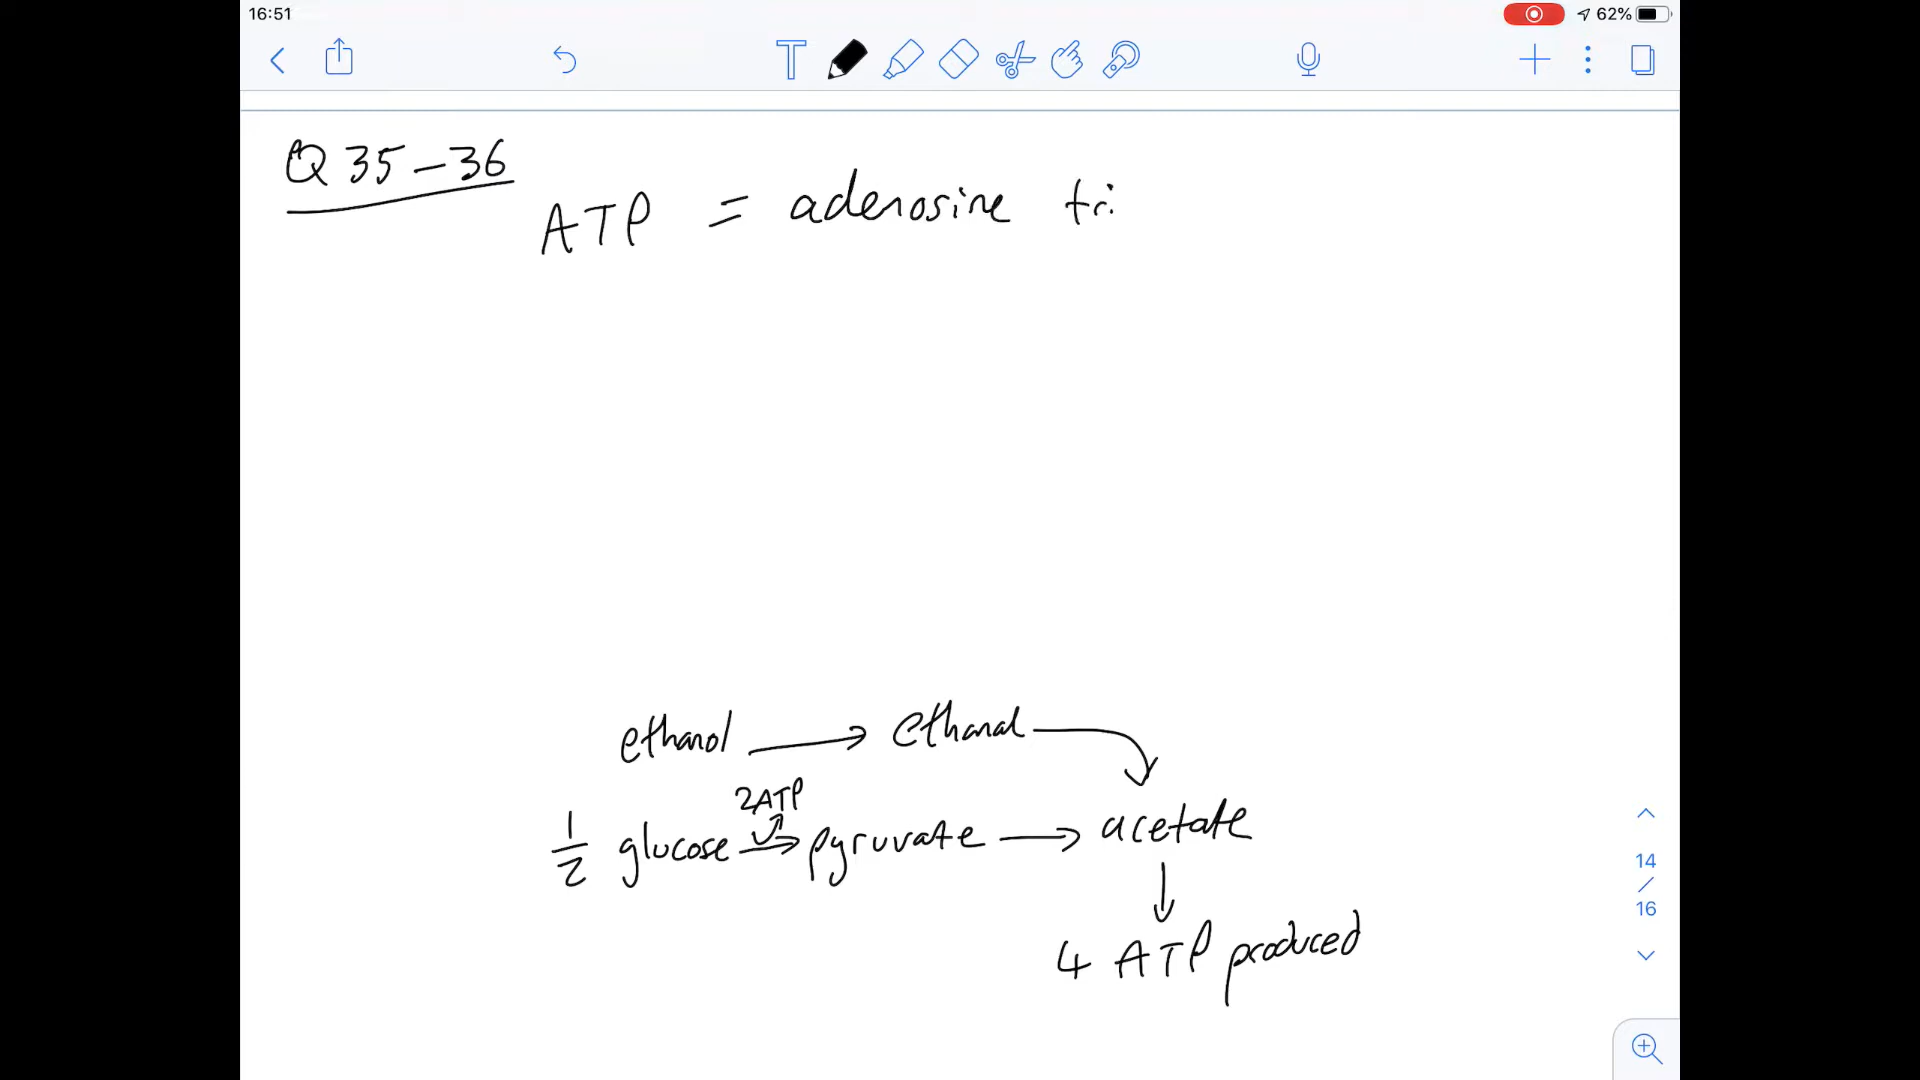 16:51
62%
Q 35-36
ATP = adenosine tri
ethanol → ethanal
2ATP
1/2 glucose → pyruvate → acetate
4 ATP produced
14
/
16